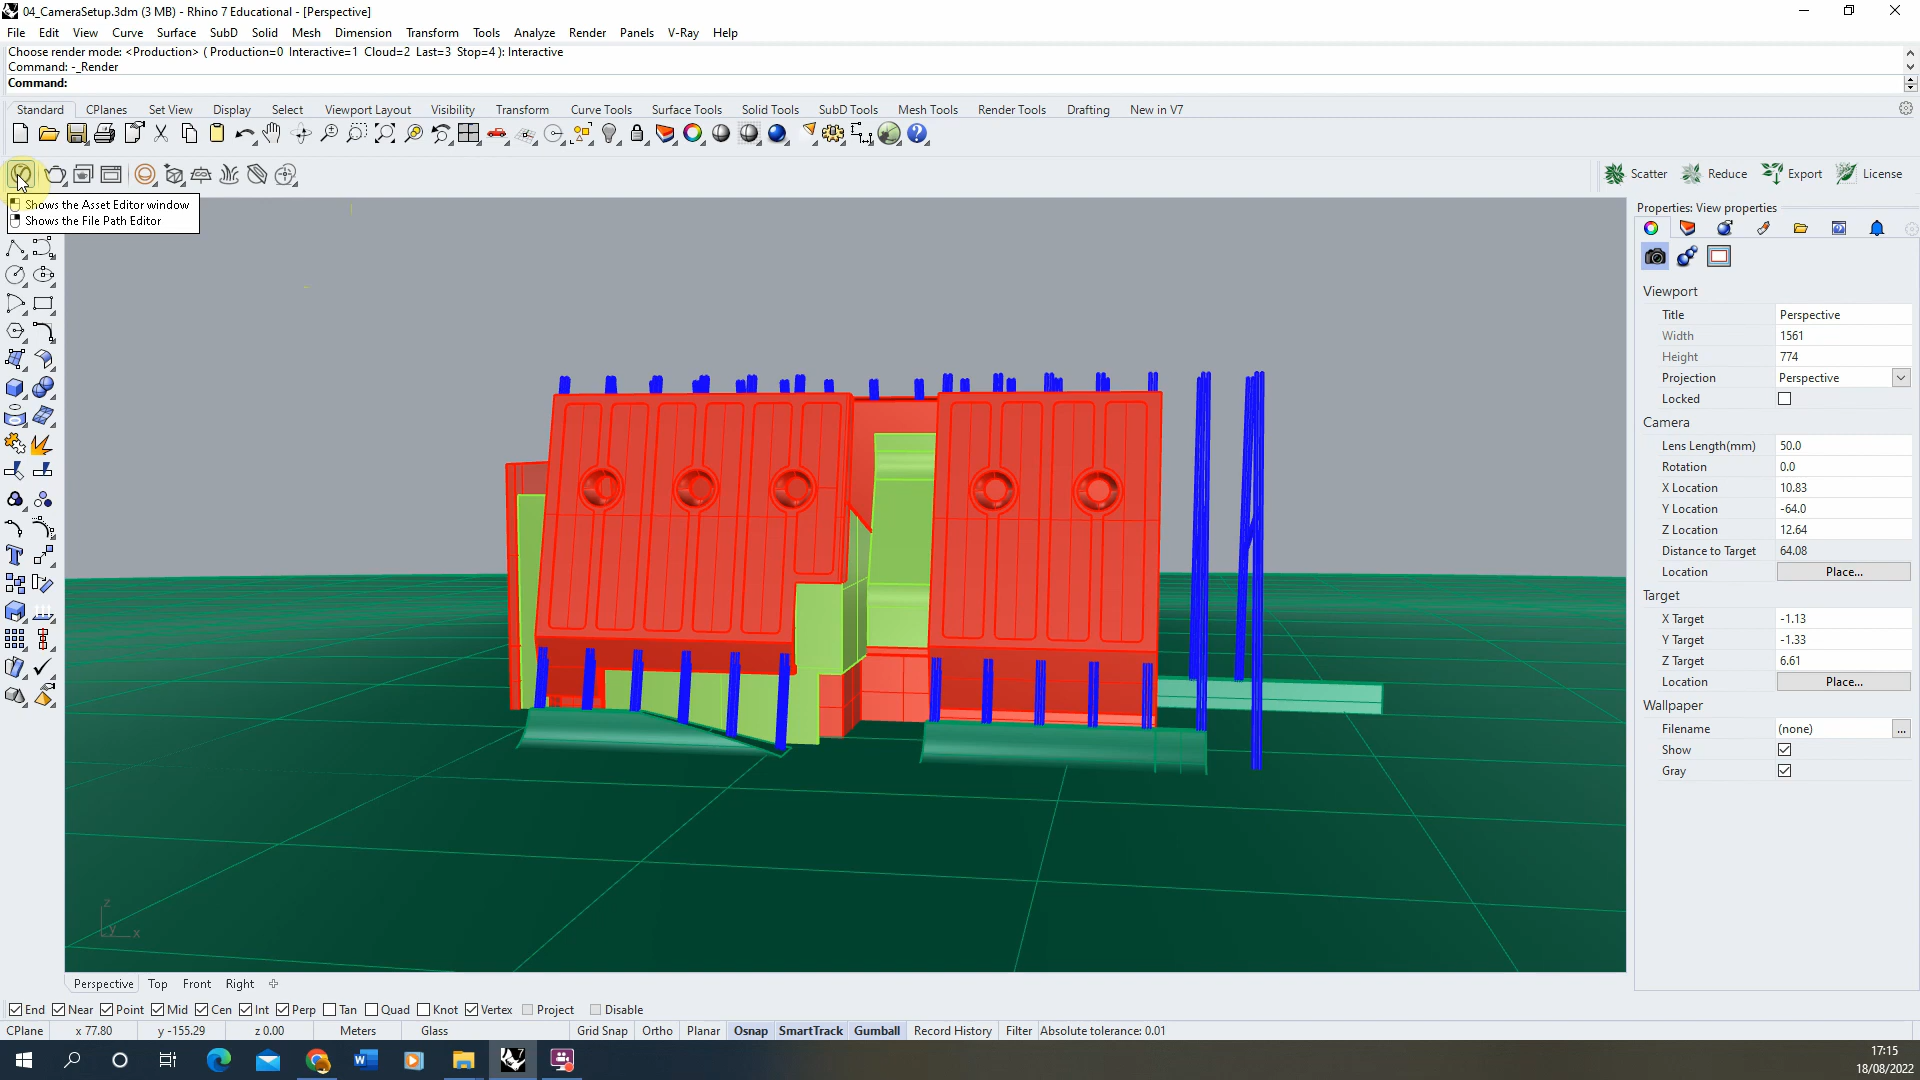 04_CameraSetup.3dm (3 MB) - Rhino 7 Educational - [Perspective]
File Edit View Curve Surface SubD Solid Mesh Dimension Transform Tools Analyze Render Panels V-Ray Help
Choose render mode: <Production> ( Production=0 Interactive=1 Cloud=2 Last=3 Stop=4 ): Interactive
Command: -_Render
Command:
Standard CPlanes Set View Display Select Viewport Layout Visibility Transform Curve Tools Surface Tools Solid Tools SubD Tools Mesh Tools Render Tools Drafting New in V7
Scatter Reduce Export License
Shows the Asset Editor window
Shows the File Path Editor
Properties: View properties
Viewport
Title Perspective
Width 1561
Height 774
Projection Perspective
Locked
Camera
Lens Length(mm) 50.0
Rotation 0.0
X Location 10.83
Y Location -64.0
Z Location 12.64
Distance to Target 64.08
Location Place...
Target
X Target -1.13
Y Target -1.33
Z Target 6.61
Location Place...
Wallpaper
Filename (none) ...
Show
Gray
z
y x
Perspective Top Front Right
End Near Point Mid Cen Int Perp Tan Quad Knot Vertex Project Disable
CPlane x 77.80 y -155.29 z 0.00 Meters Glass Grid Snap Ortho Planar Osnap SmartTrack Gumball Record History Filter Absolute tolerance: 0.01
17:15
18/08/2022